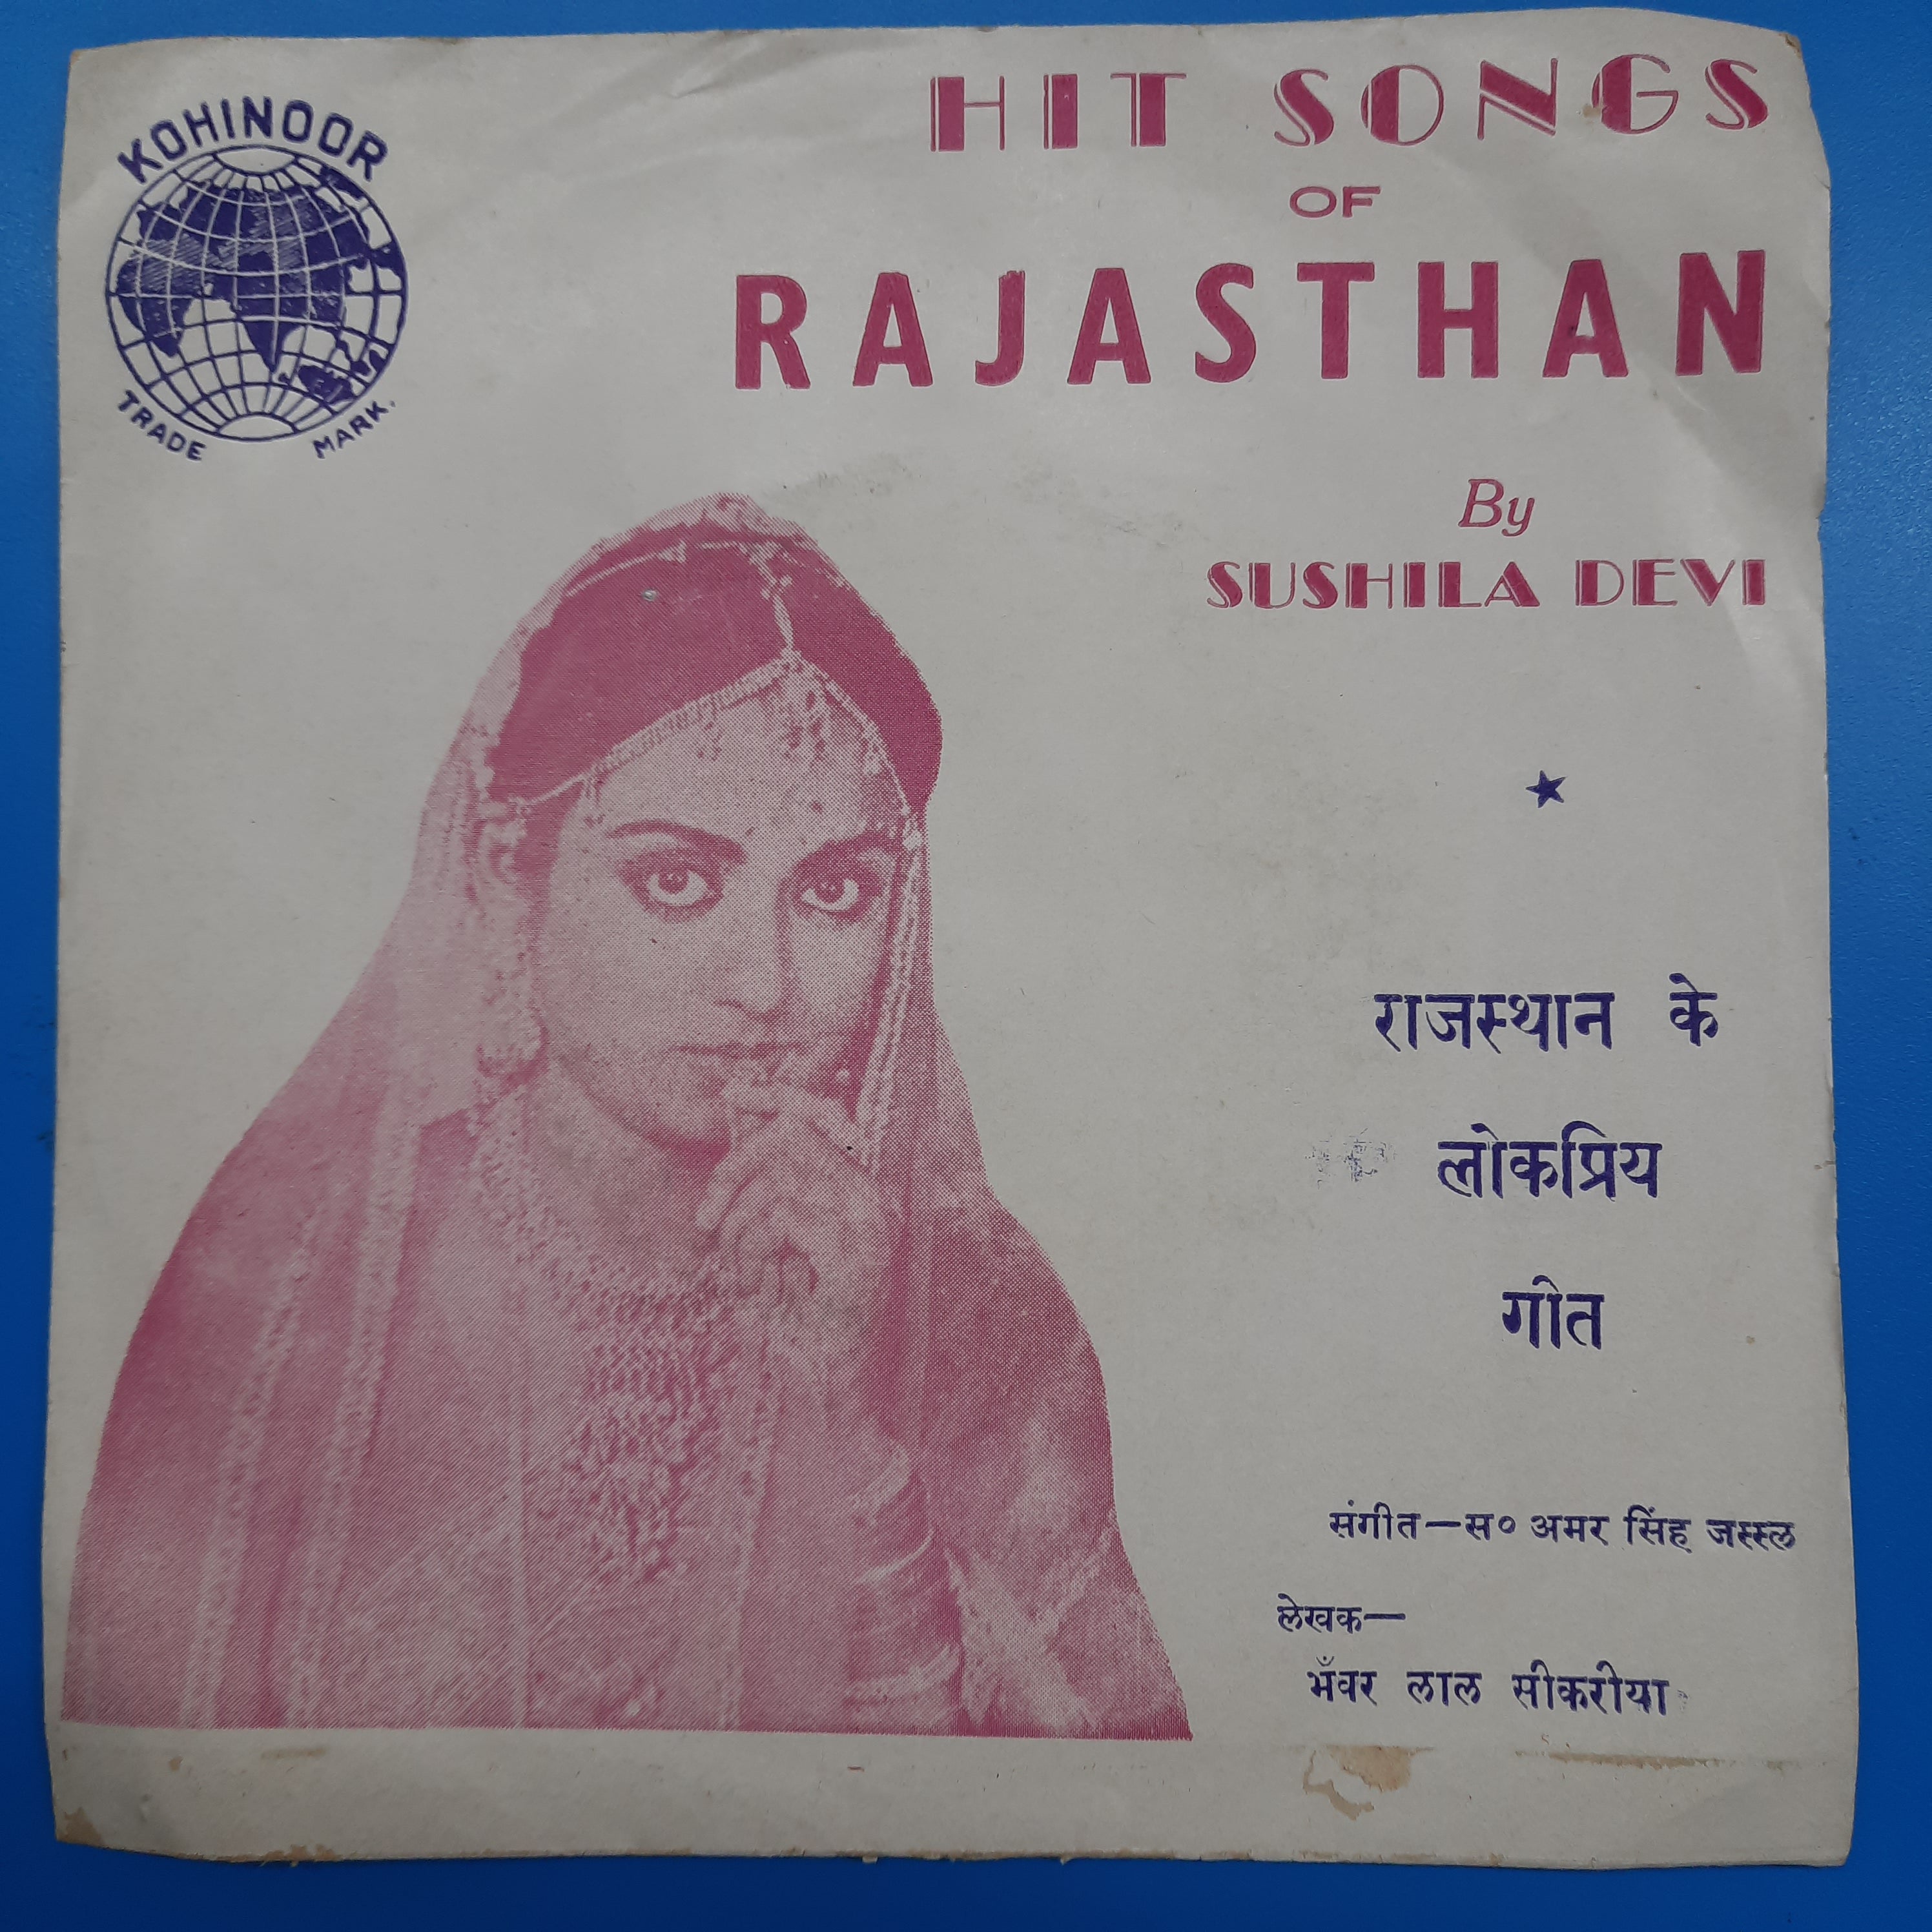 KOHINOOR
TRADE MARK.
HIT SONGS
OF
RAJASTHAN
By
SUSHILA DEVI
राजस्थान के
लोकप्रिय
गीत
संगीत—स० अमर सिंह जस्स्ल
लेखक—
भँवर लाल सीकरीया